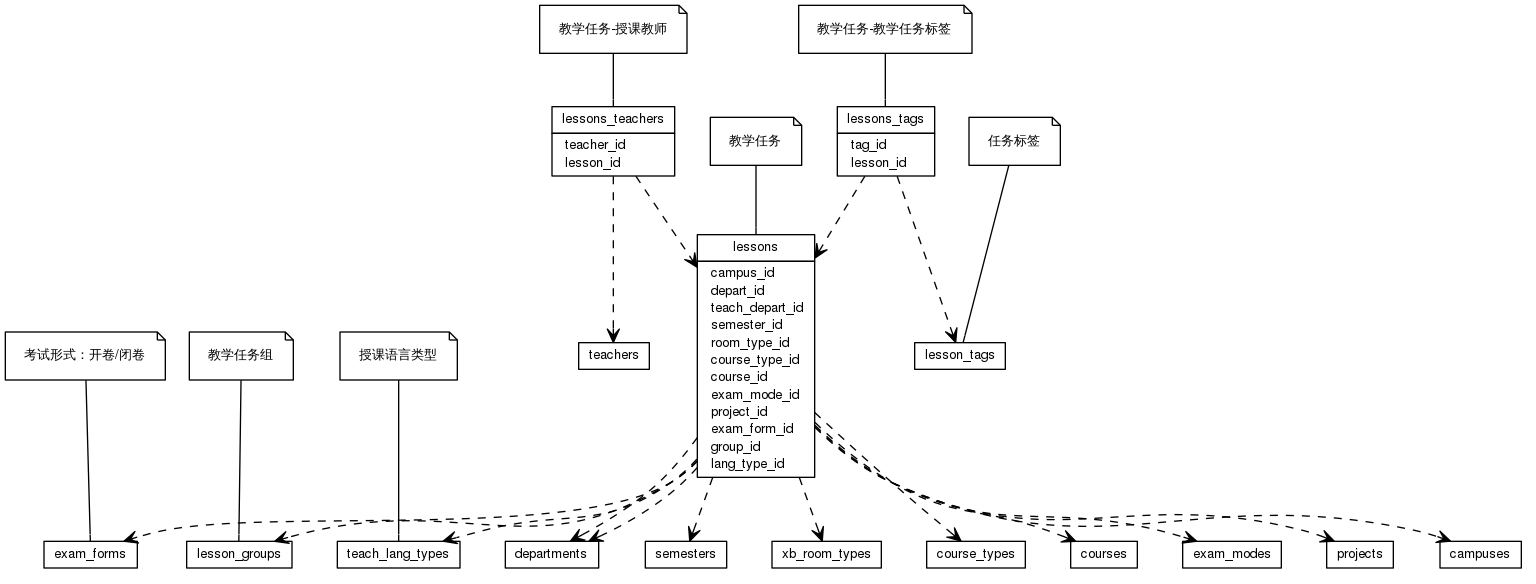 教学任务-授课教师
教学任务-教学任务标签
lessons_teachers
teacher_id
lesson_id
教学任务
lessons_tags
tag_id
lesson_id
任务标签
lessons
campus_id
depart_id
teach_depart_id
semester_id
room_type_id
course_type_id
course_id
exam_mode_id
project_id
exam_form_id
group_id
lang_type_id
考试形式：开卷/闭卷
教学任务组
授课语言类型
teachers
lesson_tags
exam_forms
lesson_groups
teach_lang_types
departments
semesters
xb_room_types
course_types
courses
exam_modes
projects
campuses